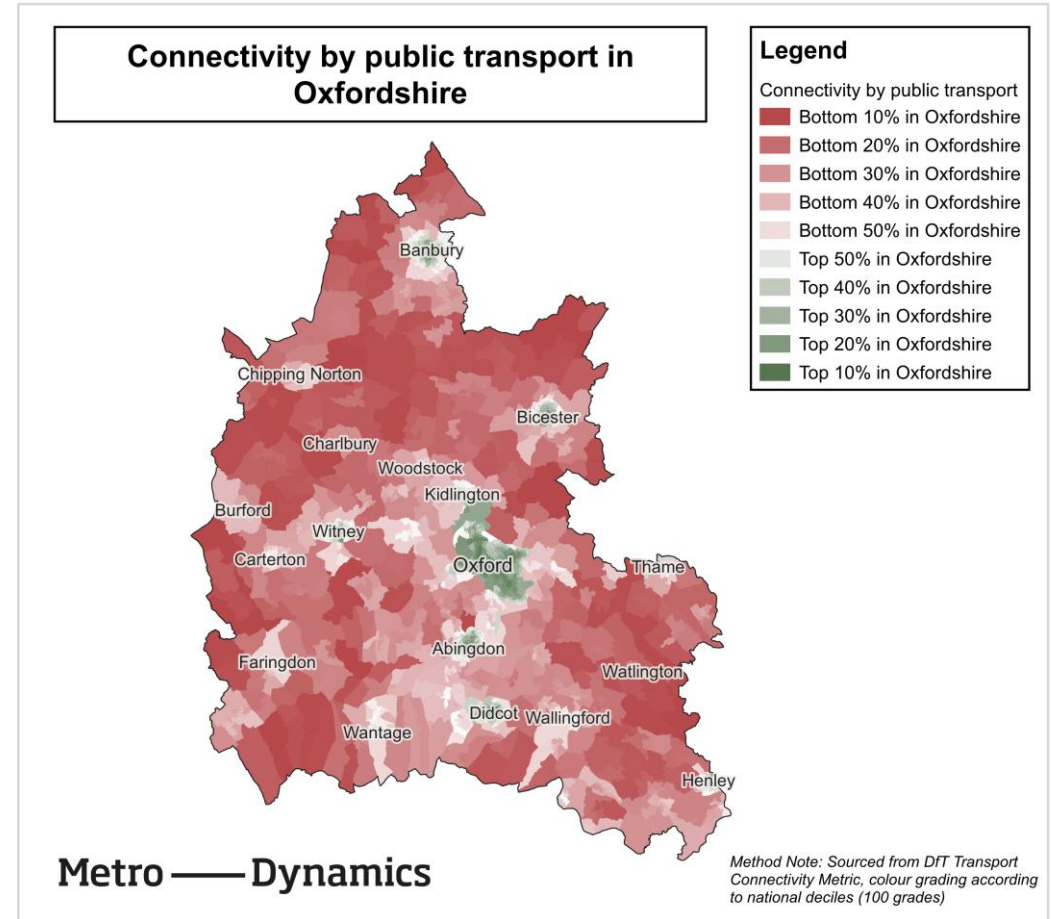 Connectivity by public transport in
Oxfordshire
Legend
Connectivity by public transport
Bottom 10% in Oxfordshire
Bottom 20% in Oxfordshire
Bottom 30% in Oxfordshire
Bottom 40% in Oxfordshire
Bottom 50% in Oxfordshire
Top 50% in Oxfordshire
Top 40% in Oxfordshire
Top 30% in Oxfordshire
Top 20% in Oxfordshire
Top 10% in Oxfordshire
Banbury
Chipping Norton
Bicester
Charlbury
Woodstock
Kidlington
Burford
Witney
Carterton
Oxford
Thame
Abingdon
Faringdon
Watlington
Didcot
Wallingford
Wantage
Henley
Metro — Dynamics
Method Note: Sourced from DfT Transport
Connectivity Metric, colour grading according
to national deciles (100 grades)